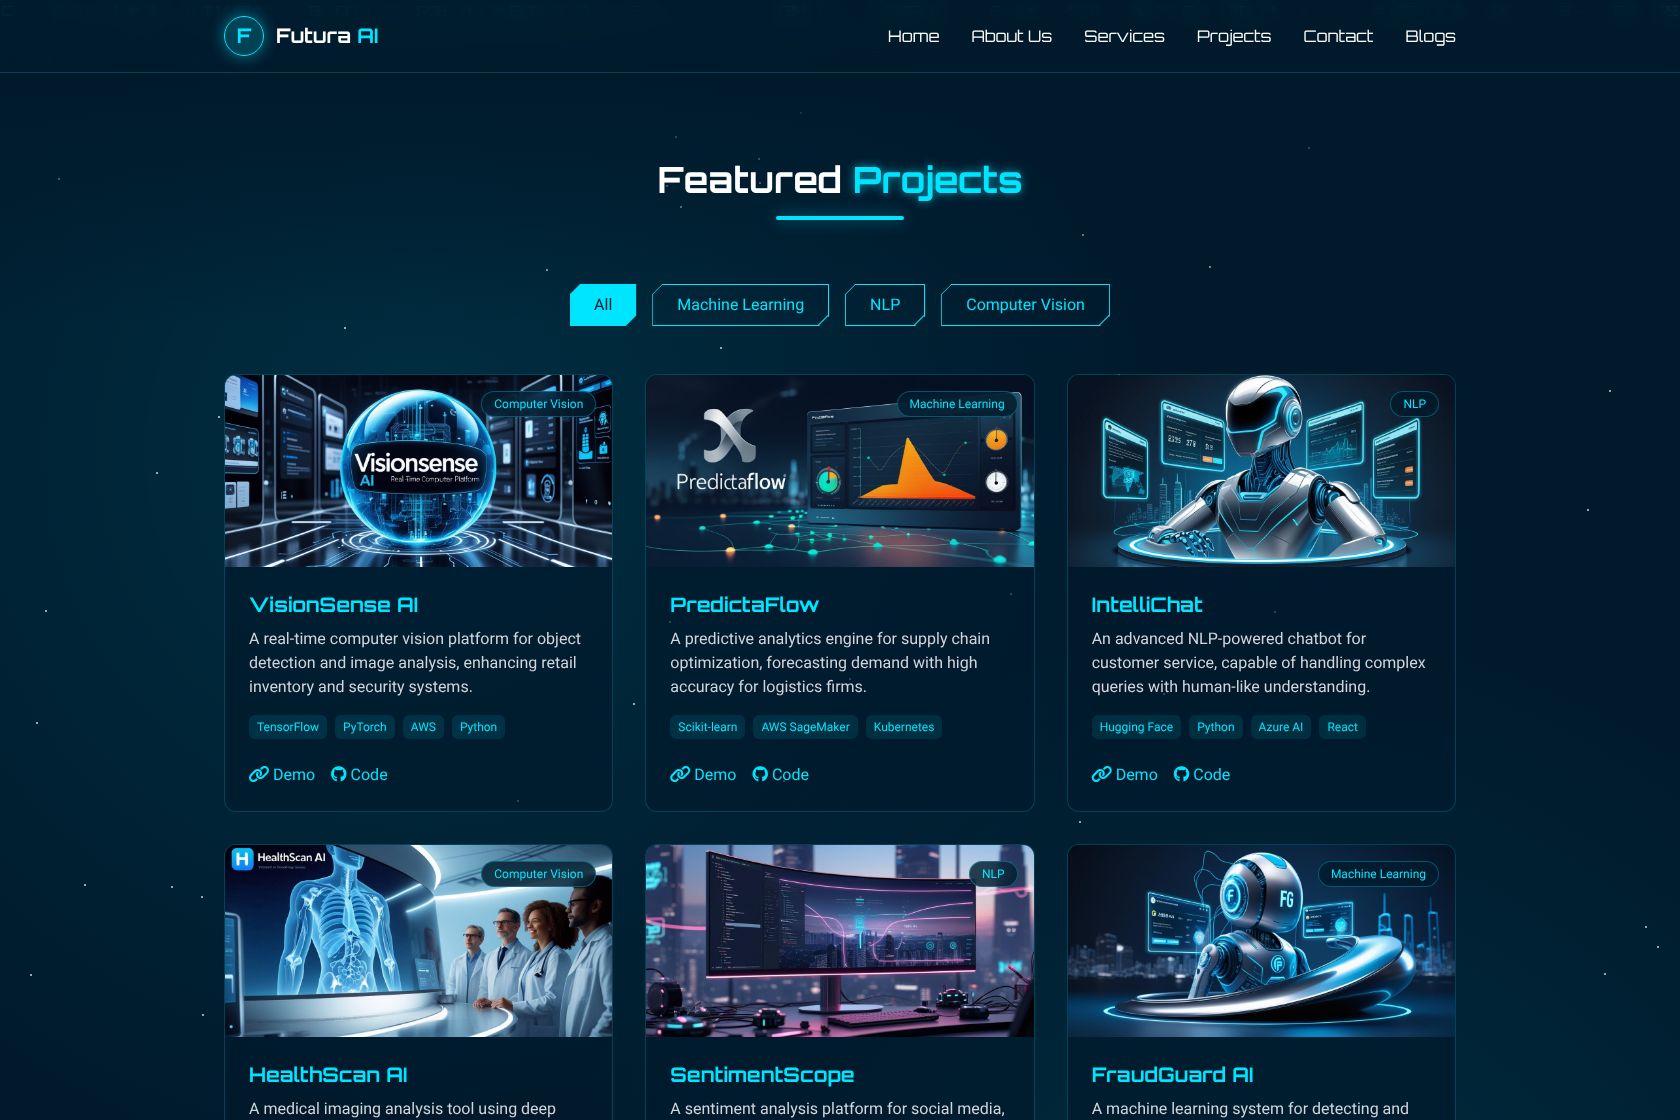 F Futura AI
Home About Us Services Projects Contact Blogs
Featured Projects
All Machine Learning NLP Computer Vision
Computer Vision
Visionsense
AI Real-Time Computer Platform
VisionSense AI
A real-time computer vision platform for object
detection and image analysis, enhancing retail
inventory and security systems.
TensorFlow PyTorch AWS Python
Demo Code
Machine Learning
Predictaflow
PredictaFlow
A predictive analytics engine for supply chain
optimization, forecasting demand with high
accuracy for logistics firms.
Scikit-learn AWS SageMaker Kubernetes
Demo Code
NLP
IntelliChat
An advanced NLP-powered chatbot for
customer service, capable of handling complex
queries with human-like understanding.
Hugging Face Python Azure AI React
Demo Code
H HealthScan AI
Computer Vision
HealthScan AI
A medical imaging analysis tool using deep
NLP
SentimentScope
A sentiment analysis platform for social media,
Machine Learning
F FG
FraudGuard AI
A machine learning system for detecting and